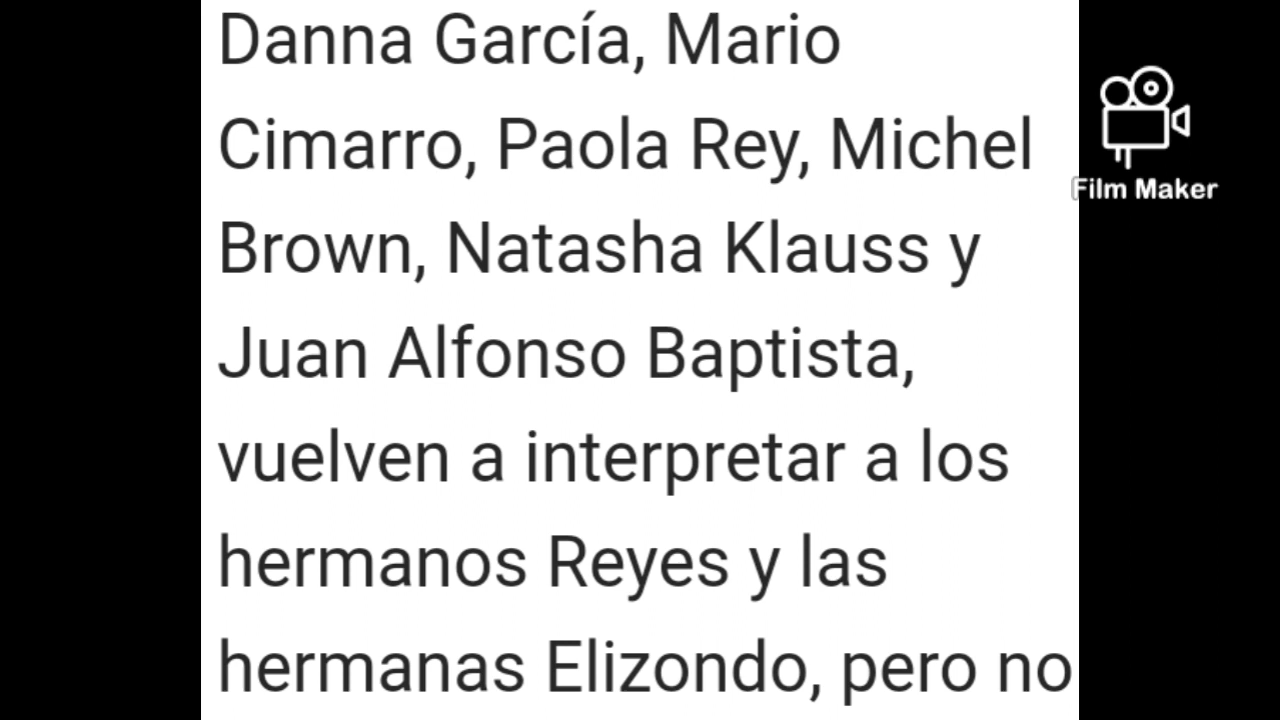 Danna García, Mario
Cimarro, Paola Rey, Michel
Brown, Natasha Klauss y
Juan Alfonso Baptista,
vuelven a interpretar a los
hermanos Reyes y las
hermanas Elizondo, pero no
Film Maker